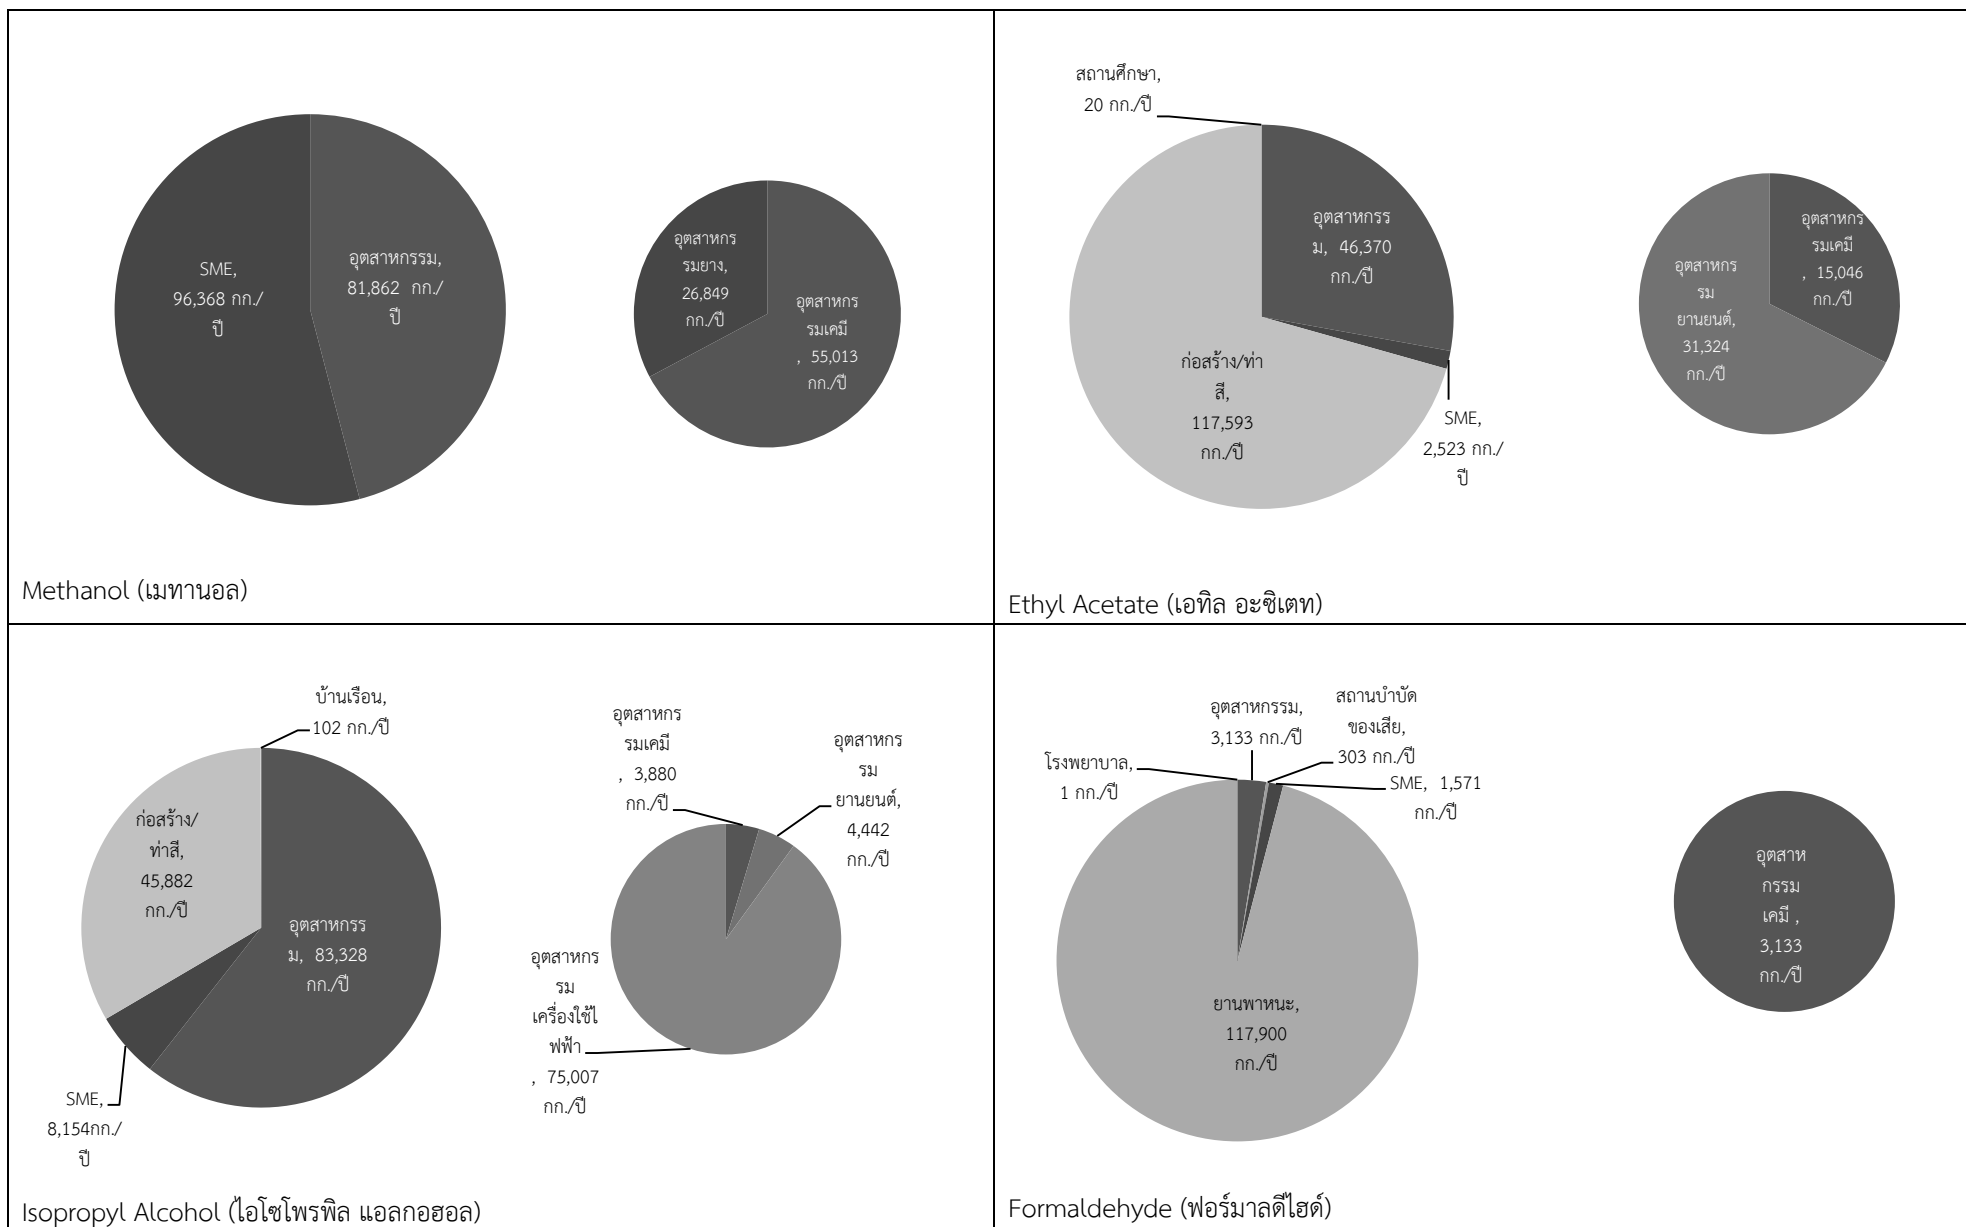 SME,
96,368 กก./
ปี
อุตสาหกรรม,
81,862 กก./
ปี
อุตสาหกร
รมยาง,
26,849
กก./ปี
อุตสาหกร
รมเคมี
, 55,013
กก./ปี
Methanol (เมทานอล)
สถานศึกษา,
20 กก./ปี
อุตสาหกรร
ม, 46,370
กก./ปี
ก่อสร้าง/ท่า
สี,
117,593
กก./ปี
SME,
2,523 กก./
ปี
อุตสาหกร
รมเคมี
, 15,046
กก./ปี
อุตสาหกร
รม
ยานยนต์,
31,324
กก./ปี
Ethyl Acetate (เอทิล อะซิเตท)
บ้านเรือน,
102 กก./ปี
ก่อสร้าง/
ท่าสี,
45,882
กก./ปี
อุตสาหกรร
ม, 83,328
กก./ปี
SME,
8,154กก./
ปี
อุตสาหกร
รมเคมี
, 3,880
กก./ปี
อุตสาหกร
รม
ยานยนต์,
4,442
กก./ปี
อุตสาหกร
รม
เครื่องใช้ไ
ฟฟ้า
, 75,007
กก./ปี
Isopropyl Alcohol (ไอโซโพรพิล แอลกอฮอล)
โรงพยาบาล,
1 กก./ปี
อุตสาหกรรม,
3,133 กก./ปี
สถานบำบัด
ของเสีย,
303 กก./ปี
SME, 1,571
กก./ปี
ยานพาหนะ,
117,900
กก./ปี
อุตสาห
กรรม
เคมี ,
3,133
กก./ปี
Formaldehyde (ฟอร์มาลดีไฮด์)